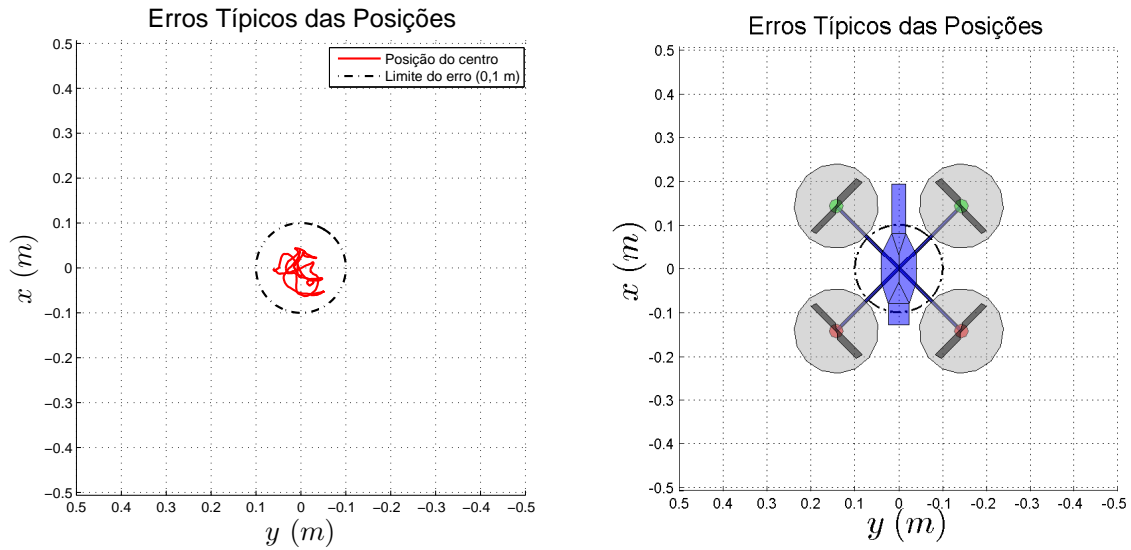 Erros Típicos das Posições
0.5
0.4
0.3
0.2
0.1
0
−0.1
−0.2
−0.3
−0.4
−0.5
x (m)
0.5 0.4 0.3 0.2 0.1 0 −0.1 −0.2 −0.3 −0.4 −0.5
y (m)
Posição do centro
Limite do erro (0,1 m)
Erros Típicos das Posições
0.5
0.4
0.3
0.2
0.1
0
-0.1
-0.2
-0.3
-0.4
-0.5
x (m)
0.5 0.4 0.3 0.2 0.1 0.0 -0.1 -0.2 -0.3 -0.4 -0.5
y (m)